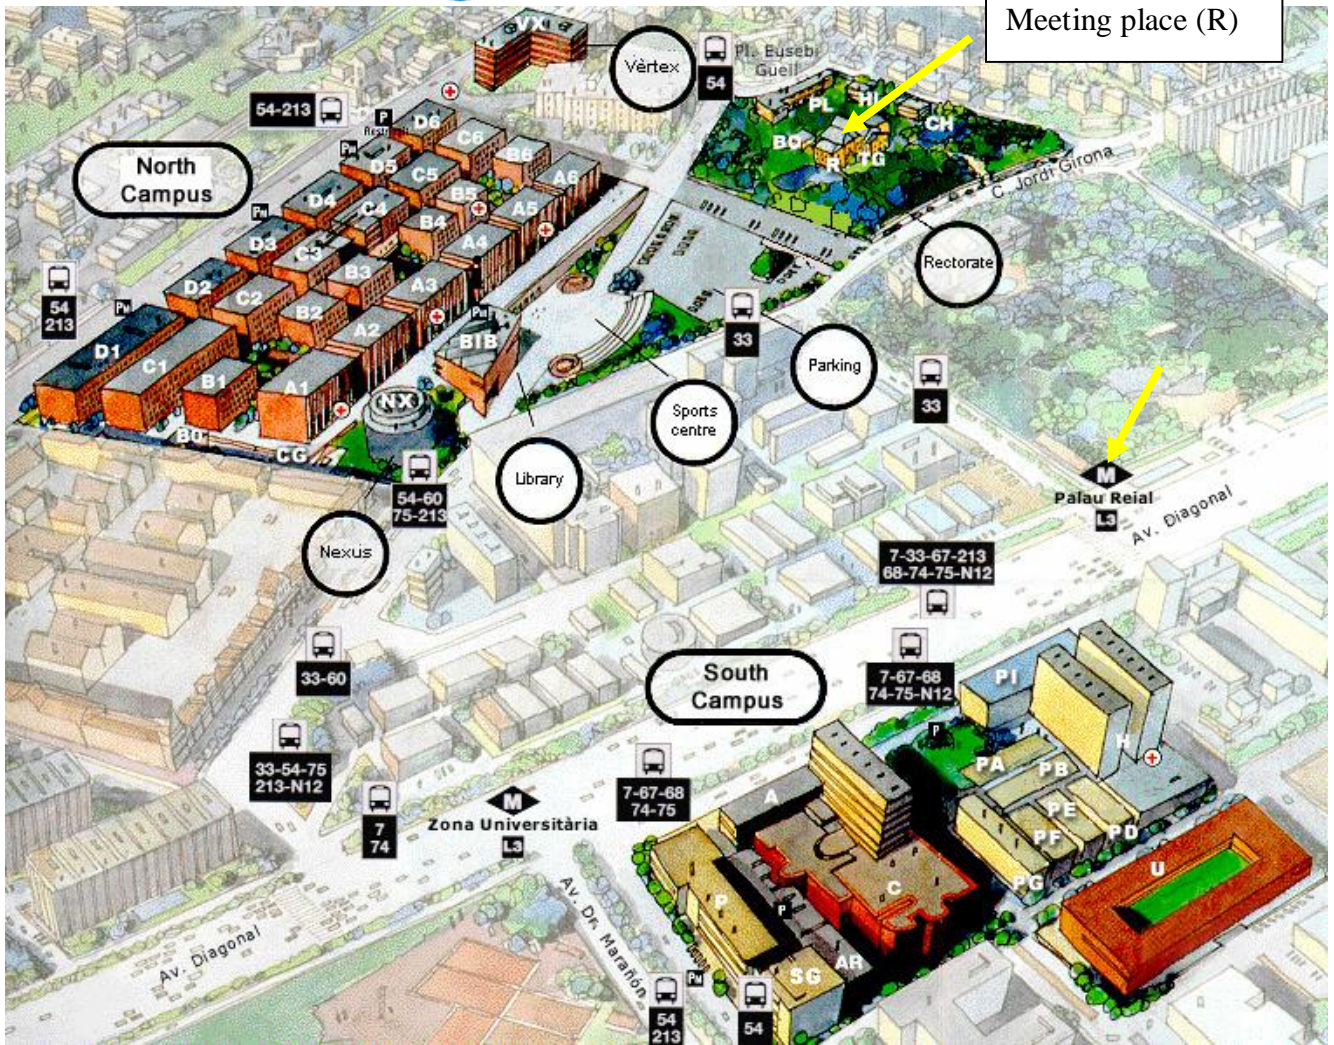 Meeting place (R)
VX
Vèrtex
54
Pl. Eusebi
Güell
54-213
P
North
Campus
D6
D5
D4
D3
D2
D1
C6
C5
C4
C3
C2
C1
B6
B5
B4
B3
B2
B1
B0
A6
A5
A4
A3
A2
A1
PM
PM
PM
PM
BIB
NX
CG
PL
HI
CH
BO
R
TG
C. Jordi Girona
Rectorate
54
213
33
Parking
33
Sports
centre
Library
54-60
75-213
Nexus
M
Palau Reial
L3
Av. Diagonal
7-33-67-213
68-74-75-N12
7-67-68
74-75-N12
33-60
South
Campus
33-54-75
213-N12
7
74
M
Zona Universitària
L3
7-67-68
74-75
Av. Diagonal
Av. Dr. Marañón
PI
H
P
PA
PB
PE
PF
PD
PG
U
A
C
P
P
AR
SG
PM
54
213
54